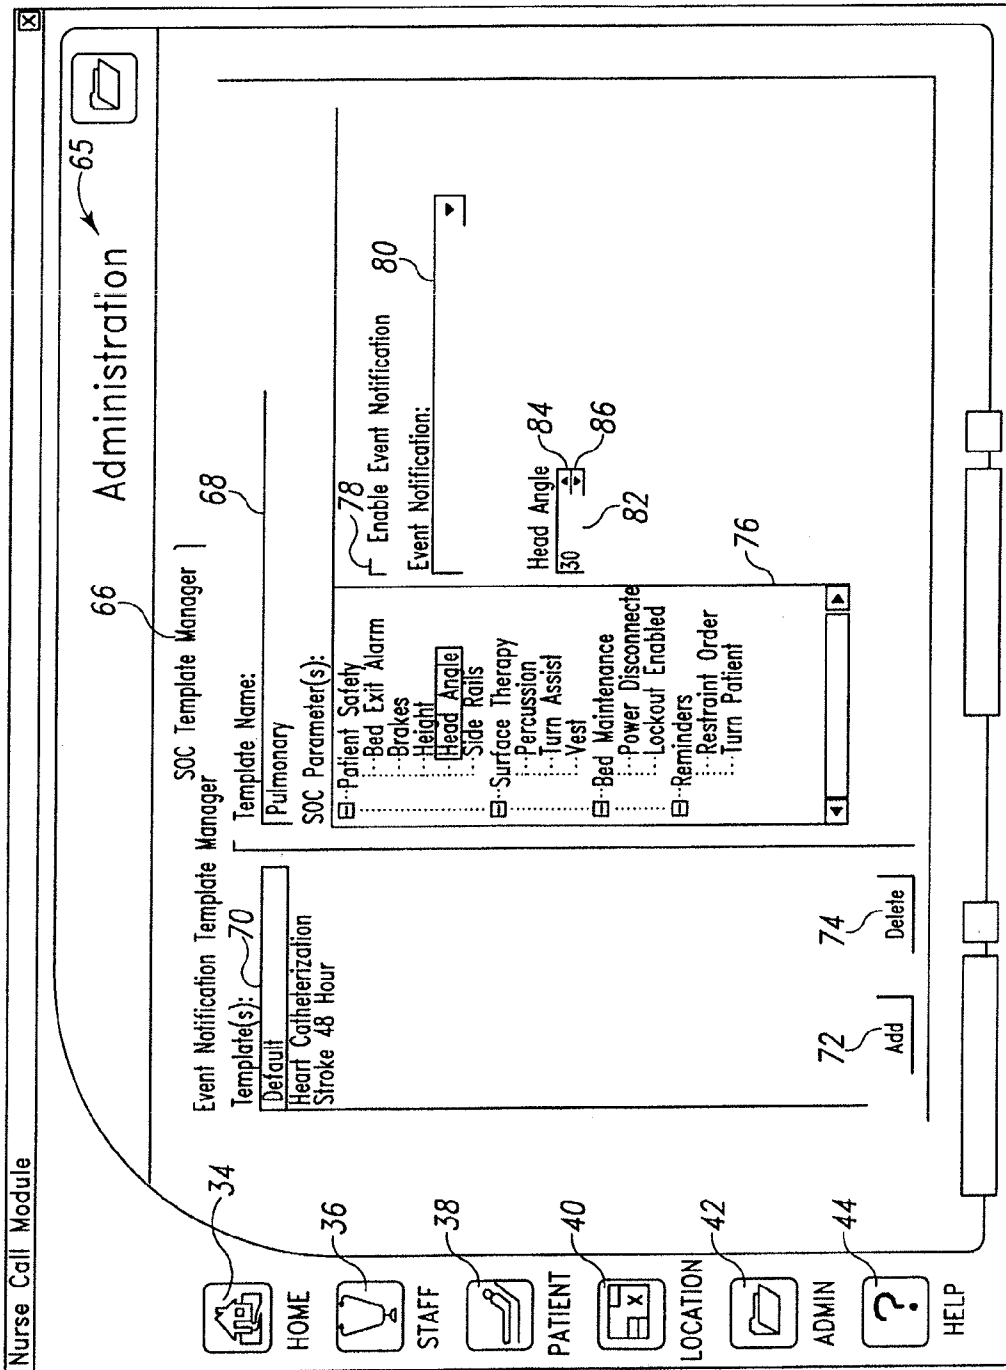 Nurse Call Module
X
Administration
65
66
SOC Template Manager
Event Notification Template Manager
Template(s):
70
Default
Heart Catheterization
Stroke 48 Hour
72
Add
74
Delete
Template Name:
68
Pulmonary
SOC Parameter(s):
Patient Safety
Bed Exit Alarm
Brakes
Height
Head Angle
Side Rails
Surface Therapy
Percussion
Turn Assist
Vest
Bed Maintenance
Power Disconnecte
Lockout Enabled
Reminders
Restraint Order
Turn Patient
76
78
Enable Event Notification
Event Notification:
80
Head Angle
30
84
86
82
34
HOME
36
STAFF
38
PATIENT
40
X
LOCATION
42
ADMIN
44
?
HELP